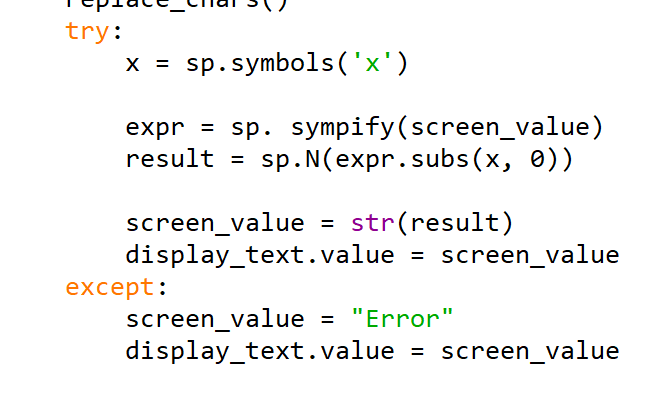 replace_chars()
try:
x = sp.symbols('x')
expr = sp. sympify(screen_value)
result = sp.N(expr.subs(x, 0))
screen_value = str(result)
display_text.value = screen_value
except:
screen_value = "Error"
display_text.value = screen_value